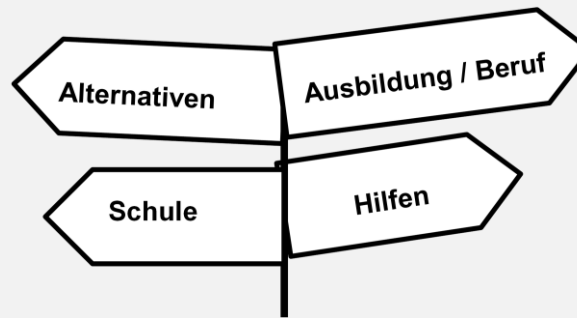 Alternativen
Ausbildung / Beruf
Schule
Hilfen